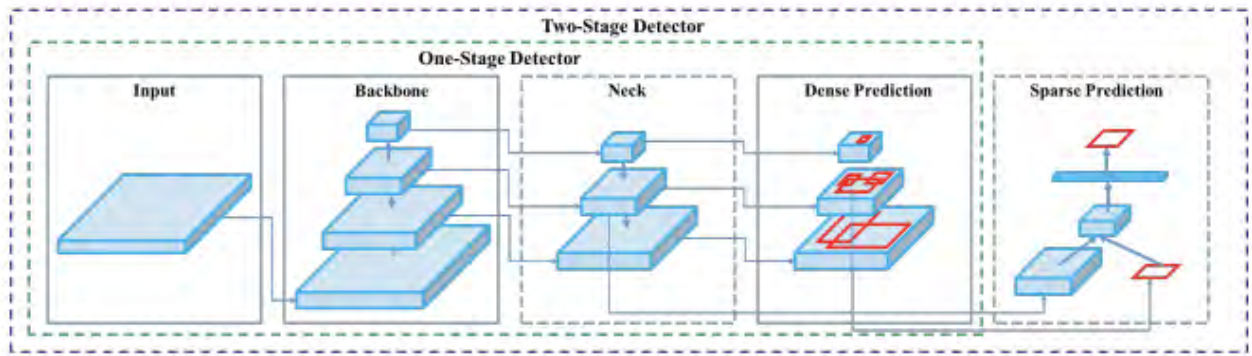 Two-Stage Detector
One-Stage Detector
Input
Backbone
Neck
Dense Prediction
Sparse Prediction